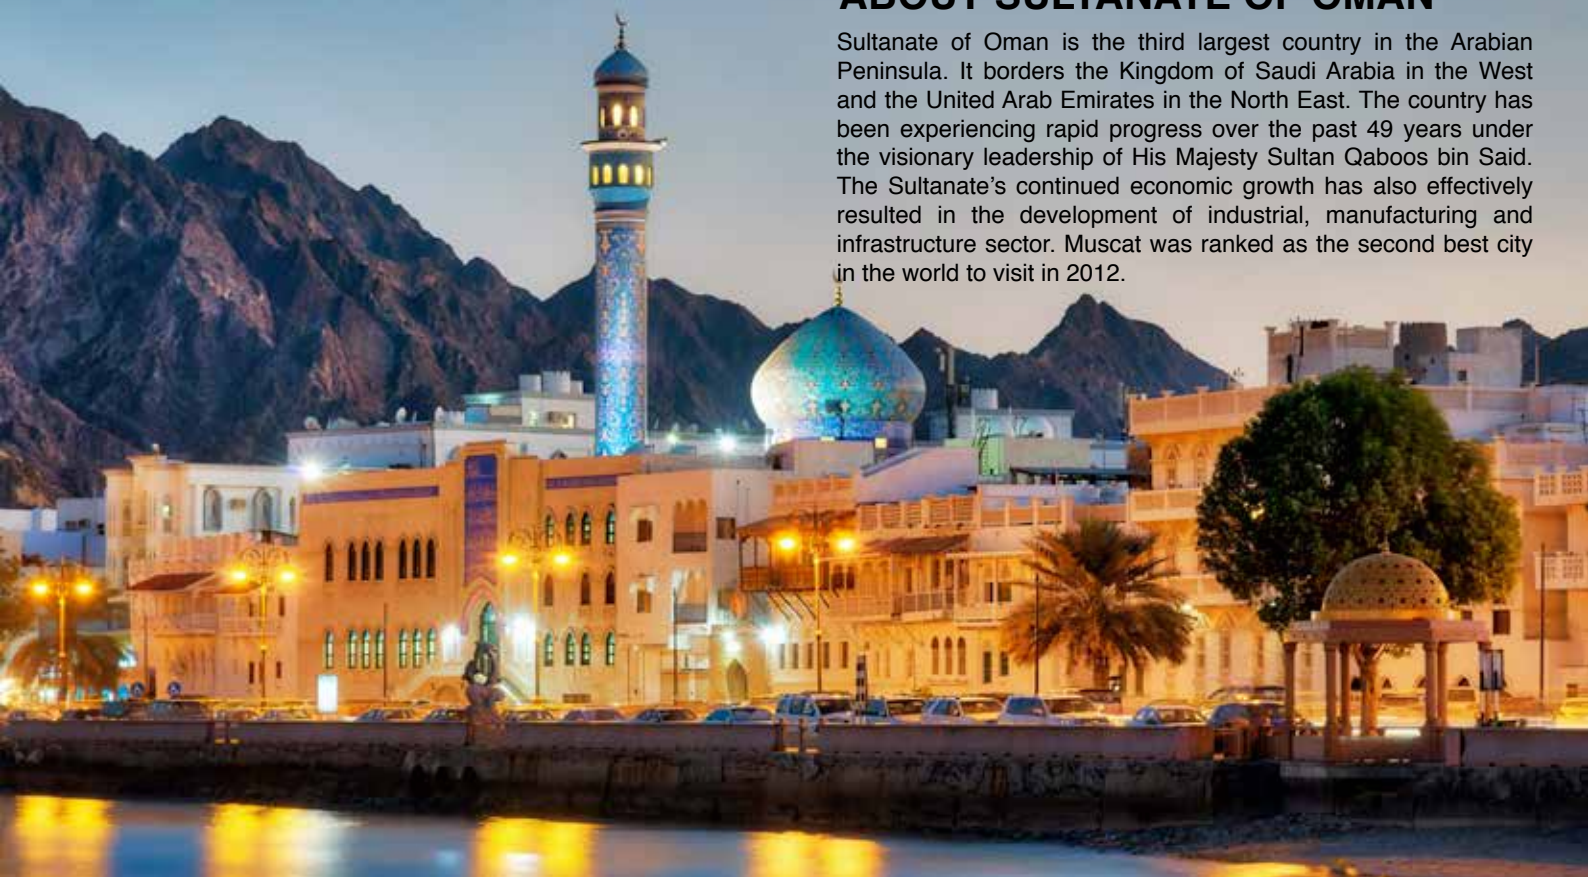 ABOUT SULTANATE OF OMAN
Sultanate of Oman is the third largest country in the Arabian
Peninsula. It borders the Kingdom of Saudi Arabia in the West
and the United Arab Emirates in the North East. The country has
been experiencing rapid progress over the past 49 years under
the visionary leadership of His Majesty Sultan Qaboos bin Said.
The Sultanate’s continued economic growth has also effectively
resulted in the development of industrial, manufacturing and
infrastructure sector. Muscat was ranked as the second best city
in the world to visit in 2012.